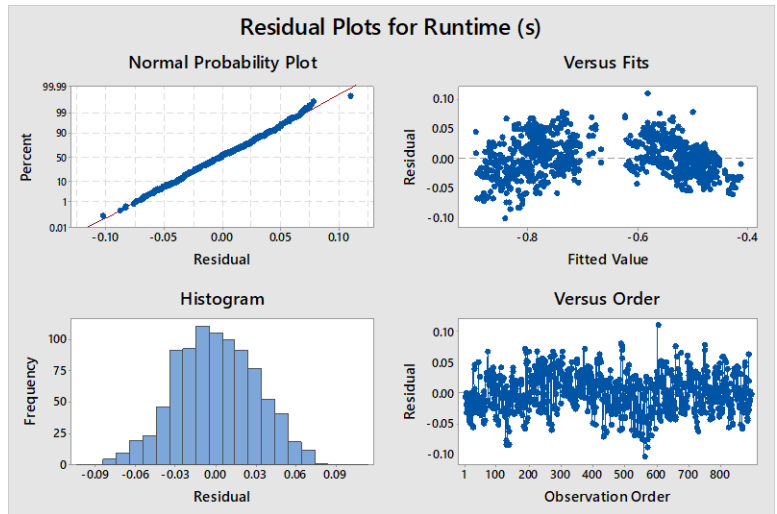 Residual Plots for Runtime (s)
Normal Probability Plot
99.99
99
90
50
10
1
0.01
Percent
-0.10 -0.05 0.00 0.05 0.10
Residual
Versus Fits
0.10
0.05
0.00
-0.05
-0.10
Residual
-0.8 -0.6 -0.4
Fitted Value
Histogram
100
75
50
25
0
Frequency
-0.09 -0.06 -0.03 0.00 0.03 0.06 0.09
Residual
Versus Order
0.10
0.05
0.00
-0.05
-0.10
Residual
1 100 200 300 400 500 600 700 800
Observation Order